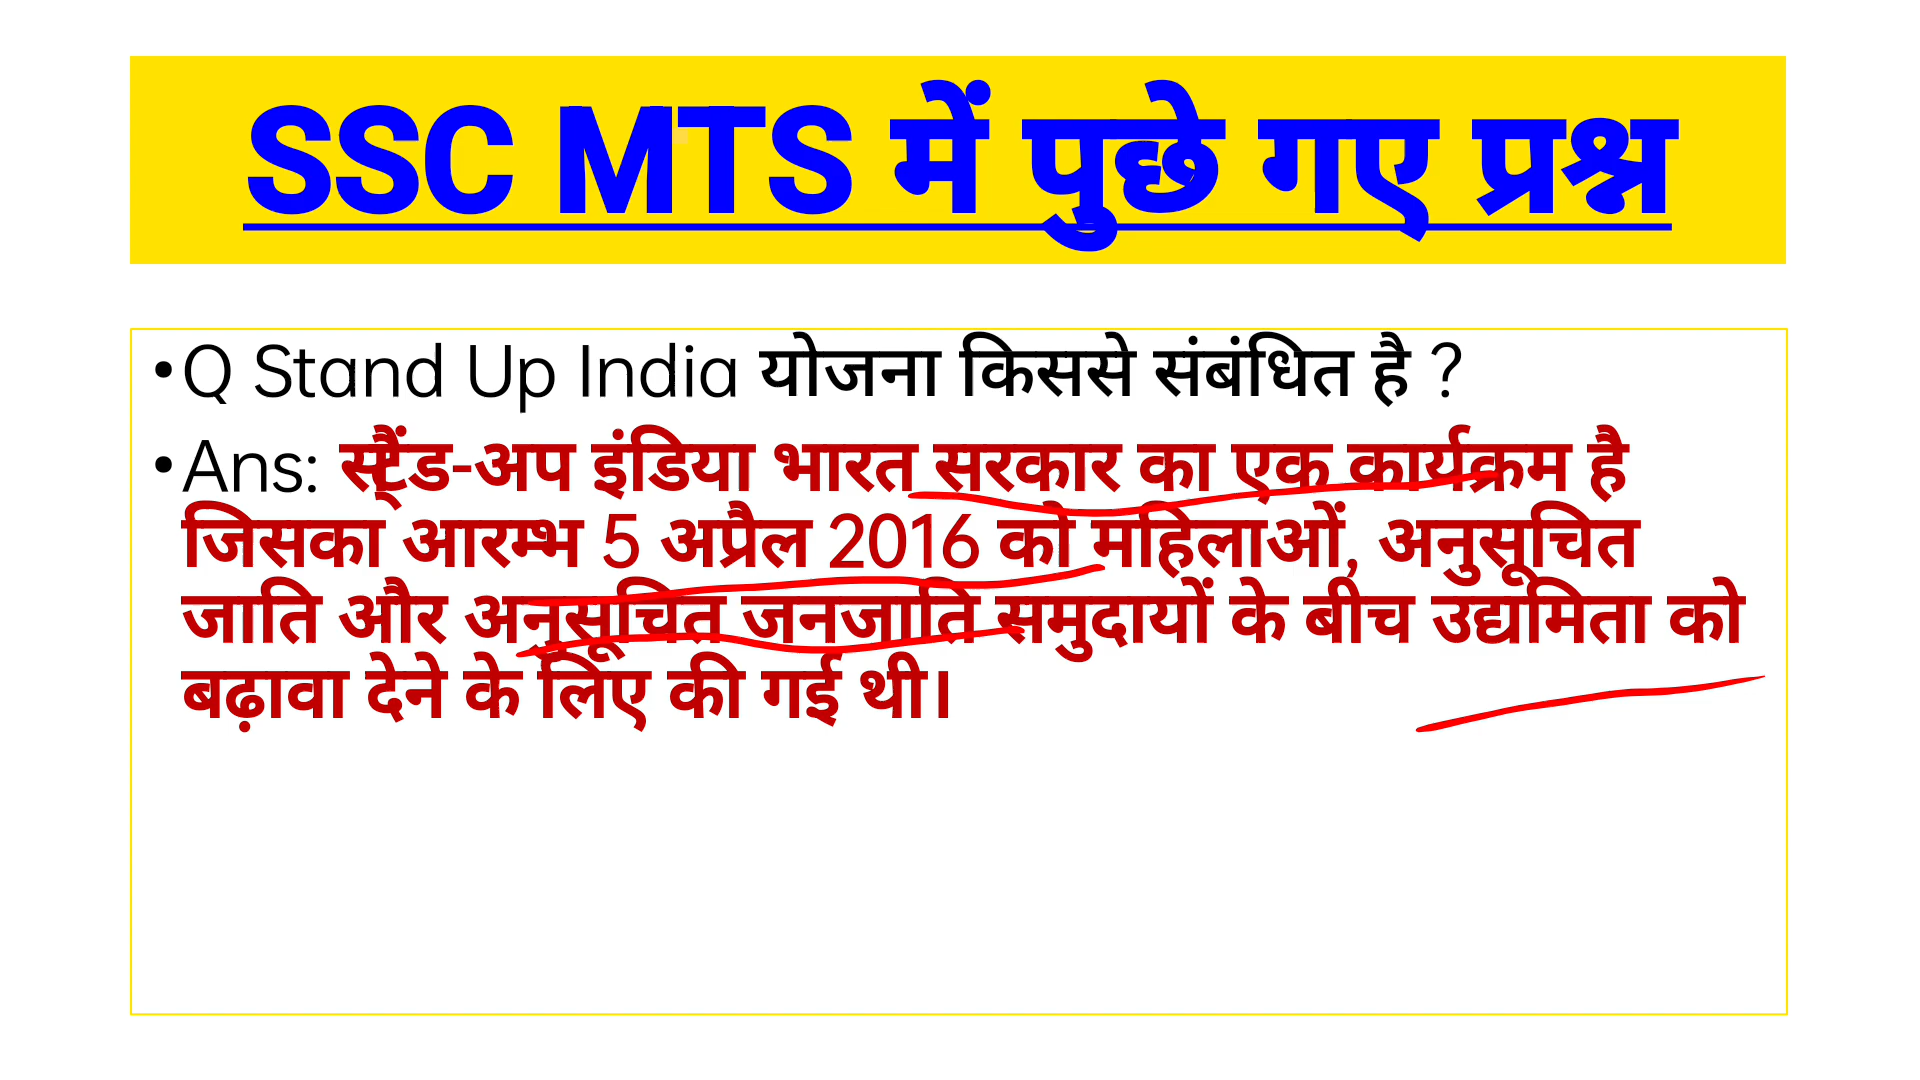 SSC MTS में पुछे गए प्रश्न
•Q Stand Up India योजना किससे संबंधित है ?
•Ans: स्टैंड-अप इंडिया भारत सरकार का एक कार्यक्रम है
जिसका आरम्भ 5 अप्रैल 2016 को महिलाओं, अनुसूचित
जाति और अनुसूचित जनजाति समुदायों के बीच उद्यमिता को
बढ़ावा देने के लिए की गई थी।